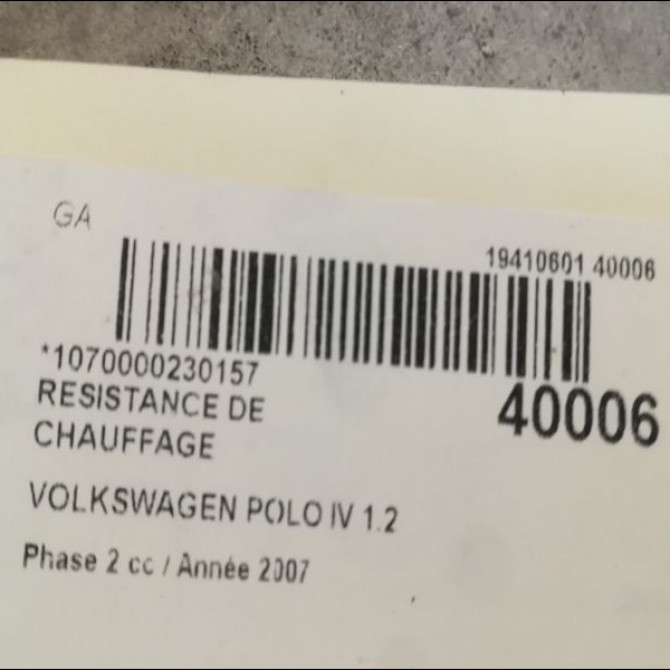 GA
19410601 40006
*1070000230157
40006
RESISTANCE DE
CHAUFFAGE
VOLKSWAGEN POLO IV 1.2
Phase 2 cc / Année 2007